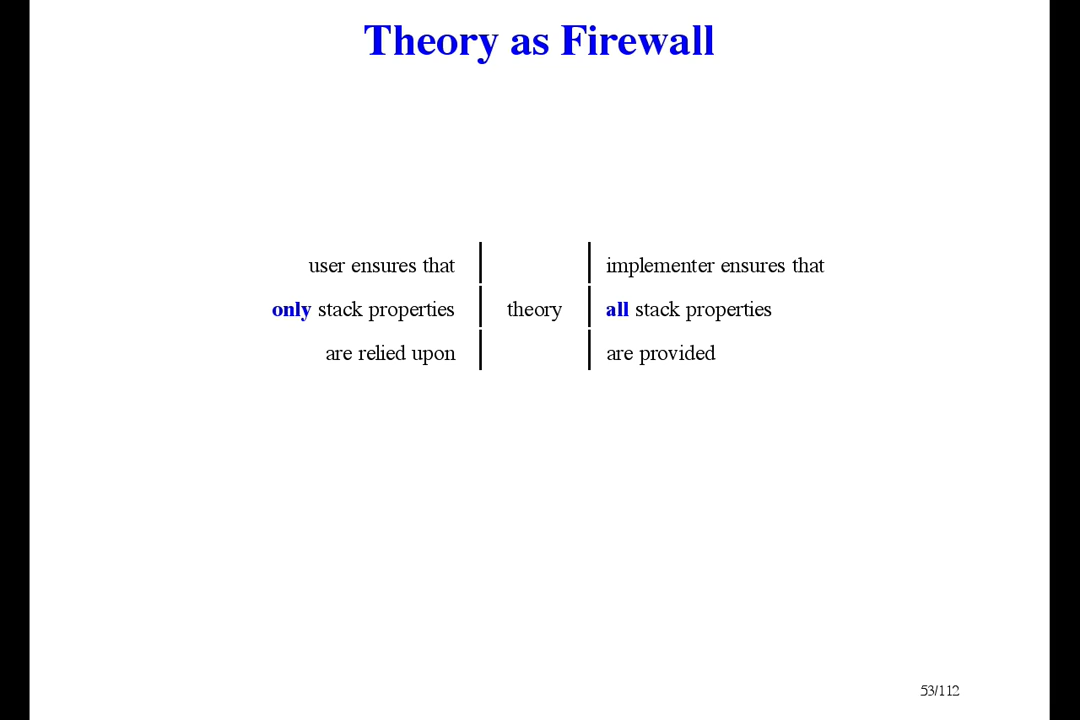 Theory as Firewall
user ensures that implementer ensures that
only stack properties theory all stack properties
are relied upon are provided
53/112